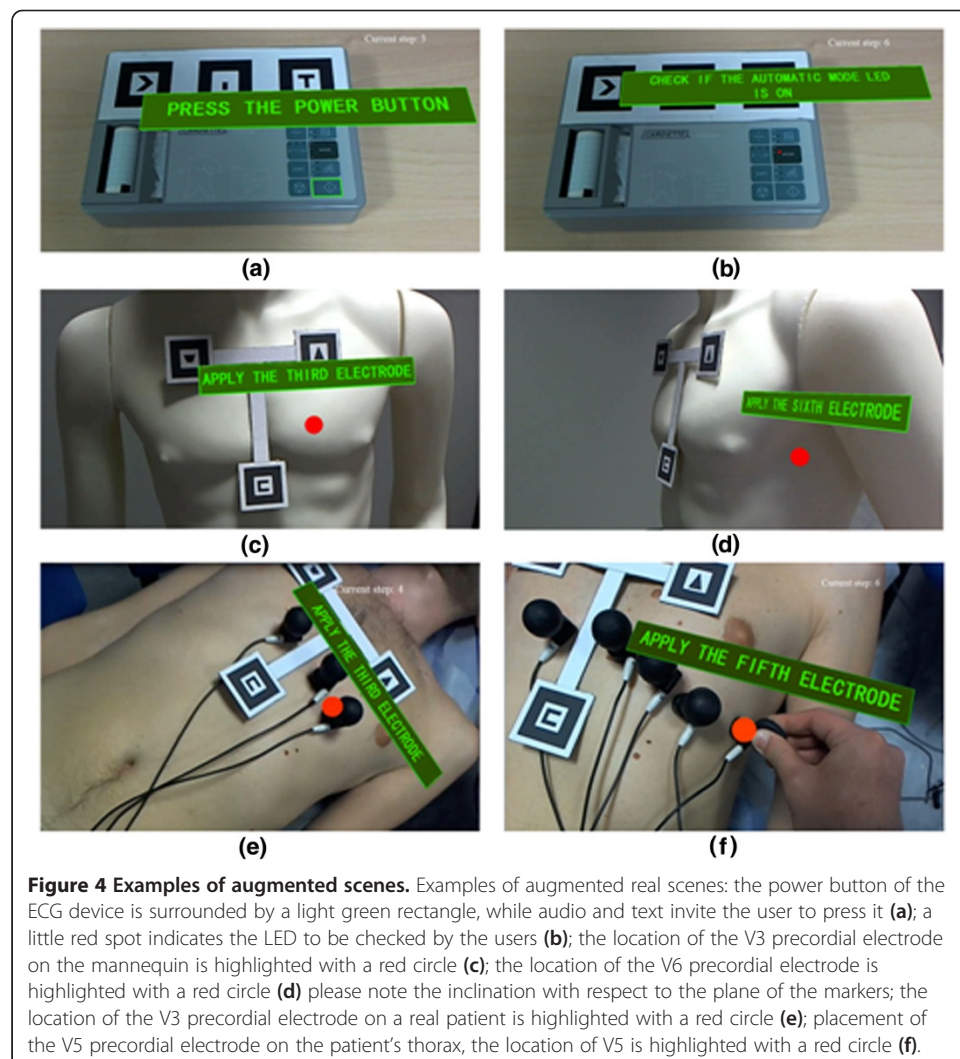 Current step: 3
PRESS THE POWER BUTTON
(a)
Current step: 6
CHECK IF THE AUTOMATIC MODE LED
IS ON
(b)
APPLY THE THIRD ELECTRODE
(c)
APPLY THE SIXTH ELECTRODE
(d)
Current step: 4
APPLY THE THIRD ELECTRODE
(e)
Current step: 6
APPLY THE FIFTH ELECTRODE
(f)
Figure 4 Examples of augmented scenes. Examples of augmented real scenes: the power button of the
ECG device is surrounded by a light green rectangle, while audio and text invite the user to press it (a); a
little red spot indicates the LED to be checked by the users (b); the location of the V3 precordial electrode
on the mannequin is highlighted with a red circle (c); the location of the V6 precordial electrode is
highlighted with a red circle (d) please note the inclination with respect to the plane of the markers; the
location of the V3 precordial electrode on a real patient is highlighted with a red circle (e); placement of
the V5 precordial electrode on the patient's thorax, the location of V5 is highlighted with a red circle (f).